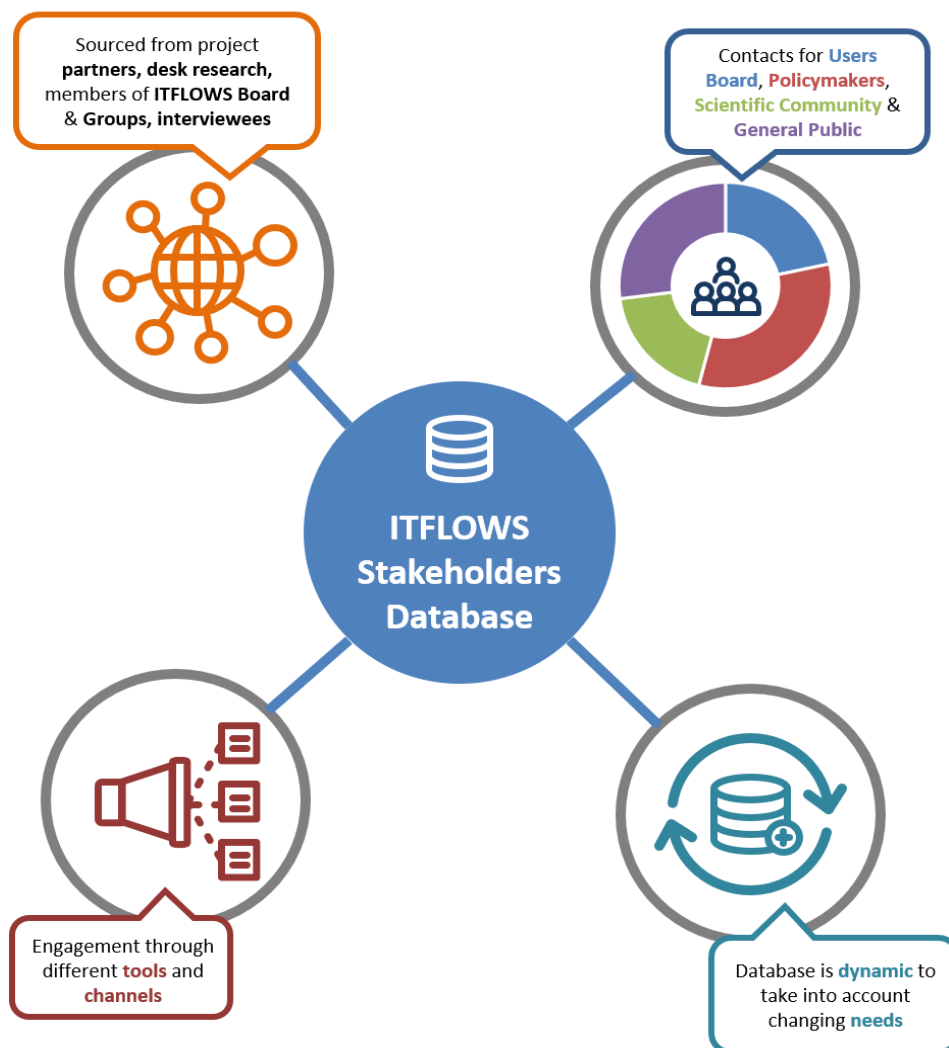 Sourced from project
partners, desk research,
members of ITFLOWS Board
& Groups, interviewees
Contacts for Users
Board, Policymakers,
Scientific Community &
General Public
ITFLOWS
Stakeholders
Database
Engagement through
different tools and
channels
Database is dynamic to
take into account
changing needs